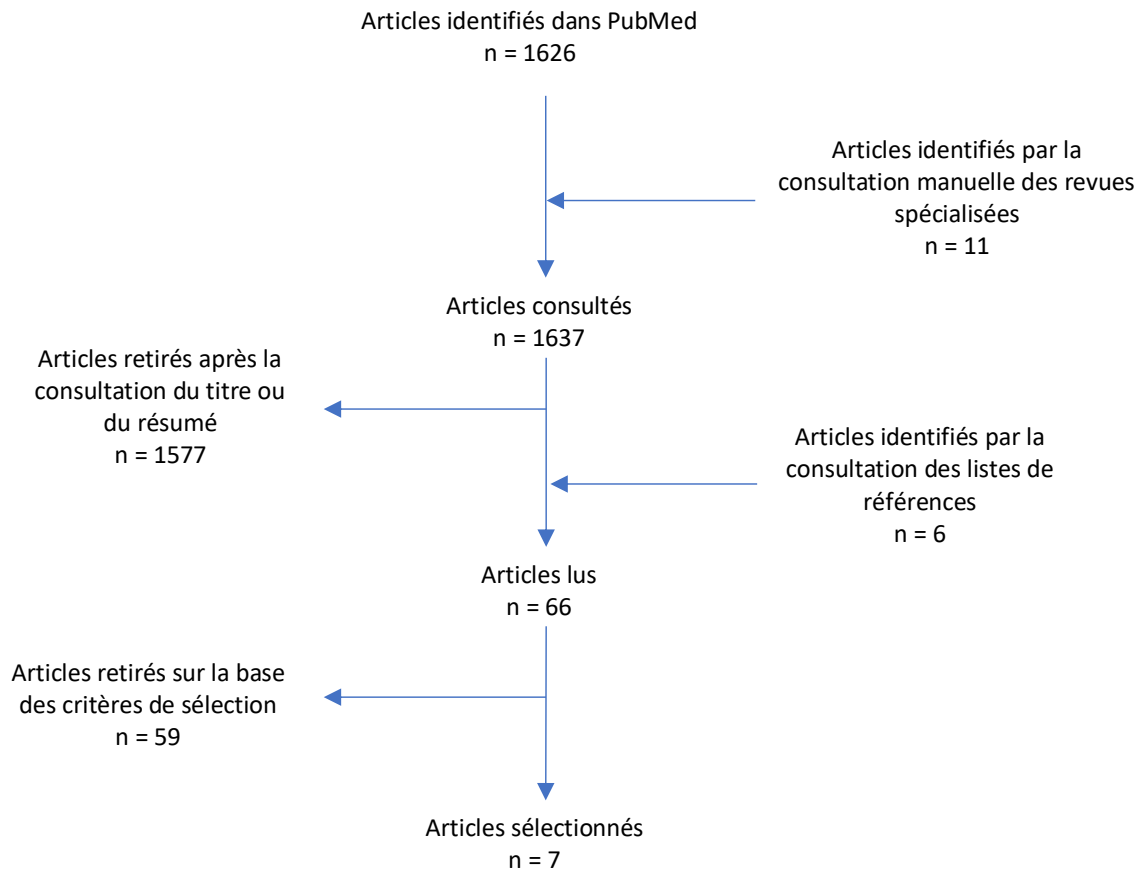 Articles identifiés dans PubMed
n = 1626
Articles identifiés par la
consultation manuelle des revues
spécialisées
n = 11
Articles consultés
n = 1637
Articles retirés après la
consultation du titre ou
du résumé
n = 1577
Articles identifiés par la
consultation des listes de
références
n = 6
Articles lus
n = 66
Articles retirés sur la base
des critères de sélection
n = 59
Articles sélectionnés
n = 7